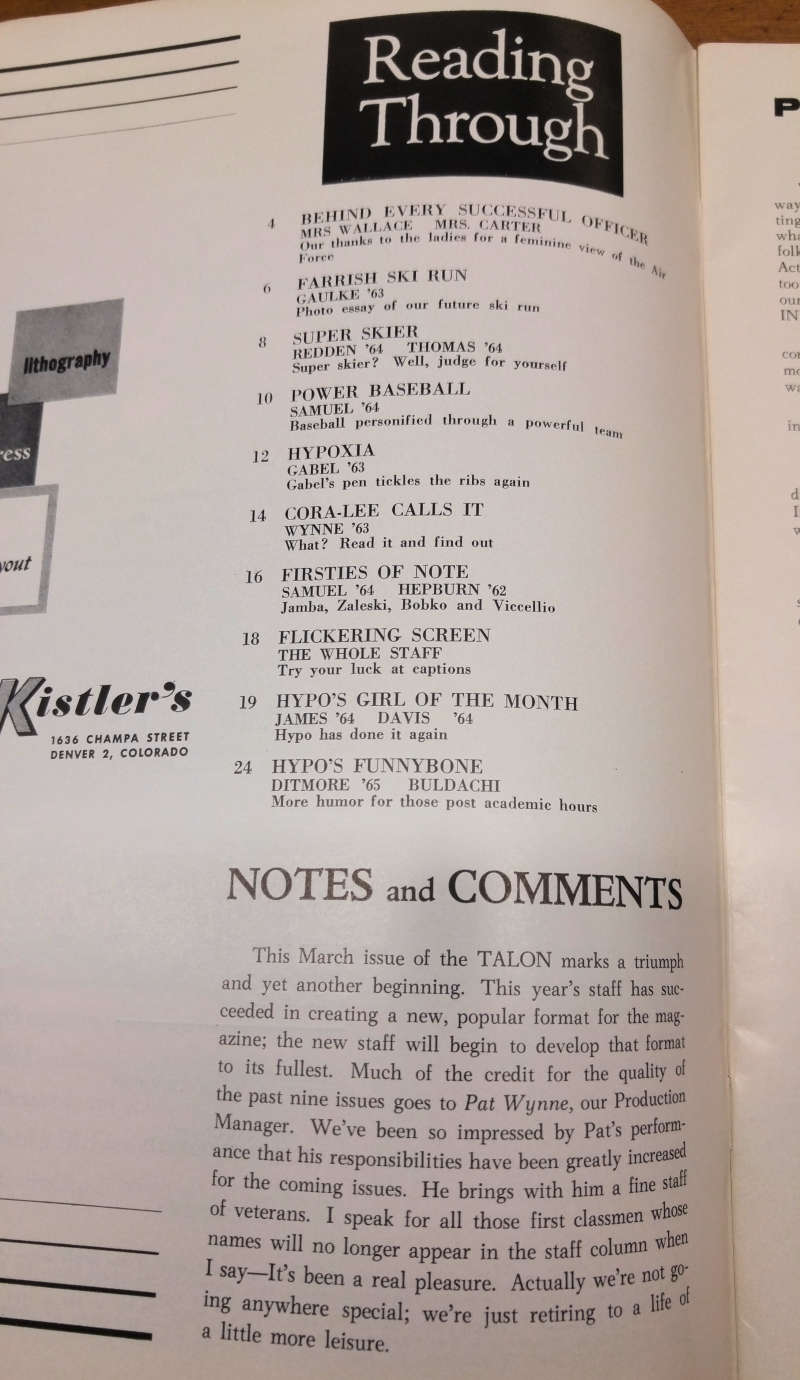 Reading
Through
4 BEHIND EVERY SUCCESSFUL OFFICER
MRS WALLACE MRS. CARTER
Our thanks to the ladies for a feminine view of the Air
Force
6 FARRISH SKI RUN
GAULKE '63
Photo essay of our future ski run
8 SUPER SKIER
REDDEN '64 THOMAS '64
Super skier? Well, judge for yourself
10 POWER BASEBALL
SAMUEL '64
Baseball personified through a powerful team
12 HYPOXIA
GABEL '63
Gabel's pen tickles the ribs again
14 CORA-LEE CALLS IT
WYNNE '63
What? Read it and find out
16 FIRSTIES OF NOTE
SAMUEL '64 HEPBURN '62
Jamba, Zaleski, Bobko and Viccellio
18 FLICKERING SCREEN
THE WHOLE STAFF
Try your luck at captions
19 HYPO'S GIRL OF THE MONTH
JAMES '64 DAVIS '64
Hypo has done it again
24 HYPO'S FUNNYBONE
DITMORE '65 BULDACHI
More humor for those post academic hours
NOTES and COMMENTS
This March issue of the TALON marks a triumph
and yet another beginning. This year's staff has suc-
ceeded in creating a new, popular format for the mag-
azine; the new staff will begin to develop that format
to its fullest. Much of the credit for the quality of
the past nine issues goes to Pat Wynne, our Production
Manager. We've been so impressed by Pat's perform-
ance that his responsibilities have been greatly increased
for the coming issues. He brings with him a fine staff
of veterans. I speak for all those first classmen whose
names will no longer appear in the staff column when
I say—It's been a real pleasure. Actually we're not go-
ing anywhere special; we're just retiring to a life of
a little more leisure.
lithography
ress
yout
Kistler's
1636 CHAMPA STREET
DENVER 2, COLORADO